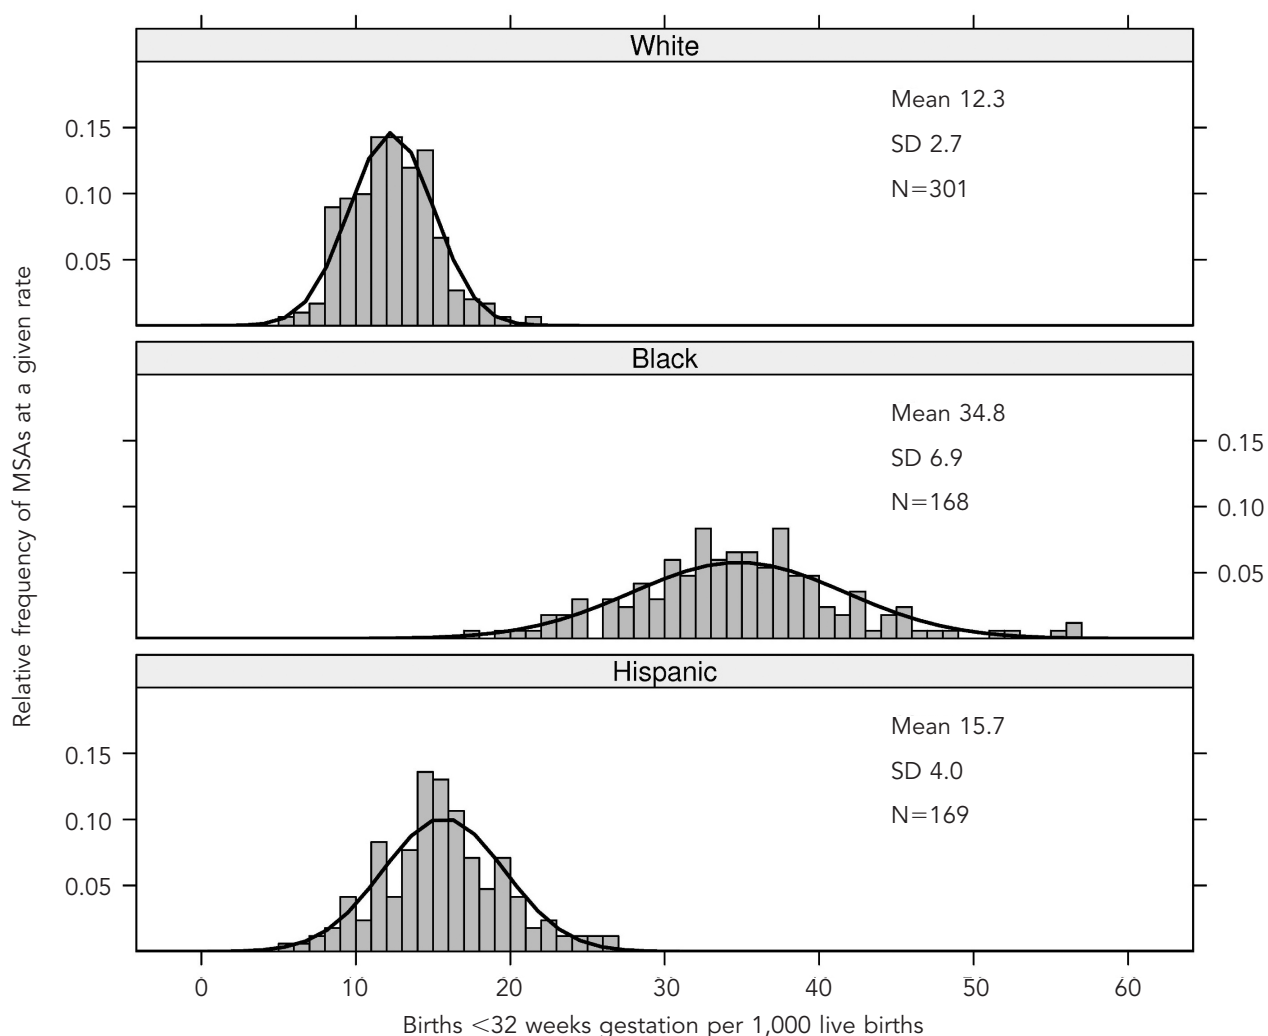 White
Mean 12.3
SD 2.7
N=301
0.15
0.10
0.05
Black
Mean 34.8
SD 6.9
N=168
0.15
0.10
0.05
Hispanic
Mean 15.7
SD 4.0
N=169
0.15
0.10
0.05
0 10 20 30 40 50 60
Births <32 weeks gestation per 1,000 live births
Relative frequency of MSAs at a given rate